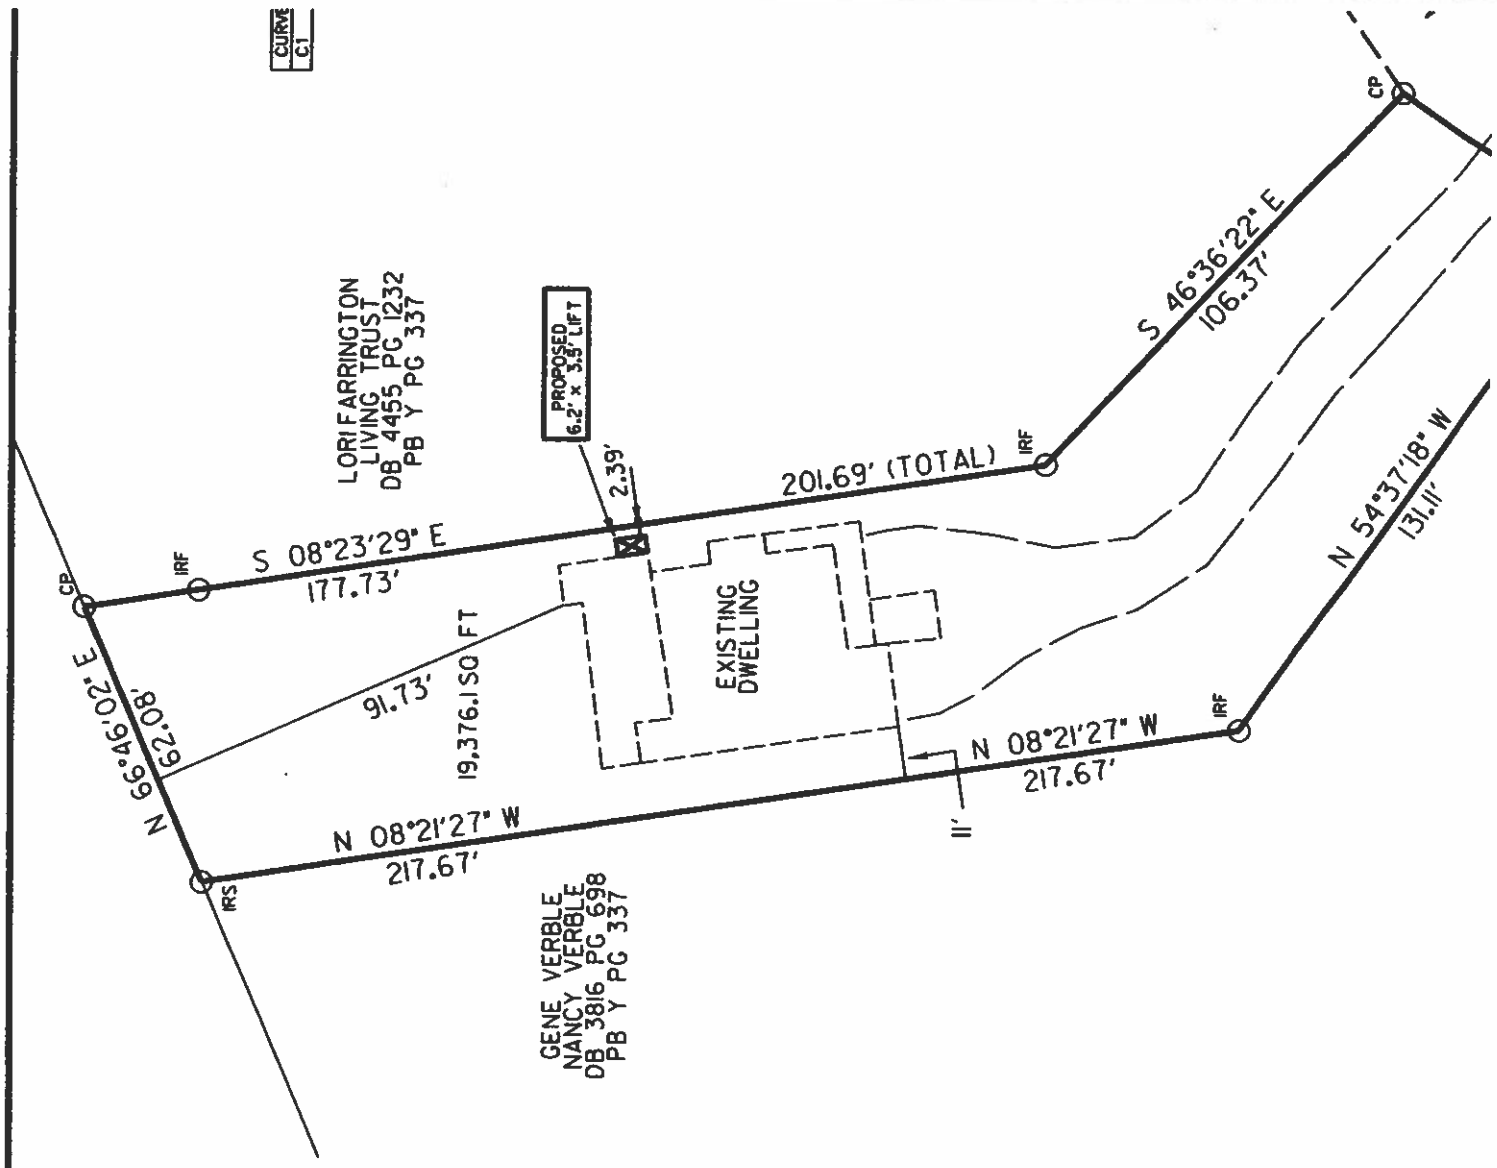 CURVE
C1
LORI FARRINGTON
LIVING TRUST
DB 4455 PG 1232
PB Y PG 337
PROPOSED
6.2' x 3.5' LIFT
2.39'
CP
IRF
S 08°23'29" E
177.73'
201.69' (TOTAL)
IRF
S 46°36'22" E
106.37'
CP
N 66°46'02" E
62.08'
91.73'
19,376.1 SQ FT
EXISTING
DWELLING
IRS
N 08°21'27" W
217.67'
N 08°21'27" W
217.67'
11'
IRF
N 54°37'18" W
131.11'
GENE VERBLE
NANCY VERBLE
DB 3816 PG 698
PB Y PG 337